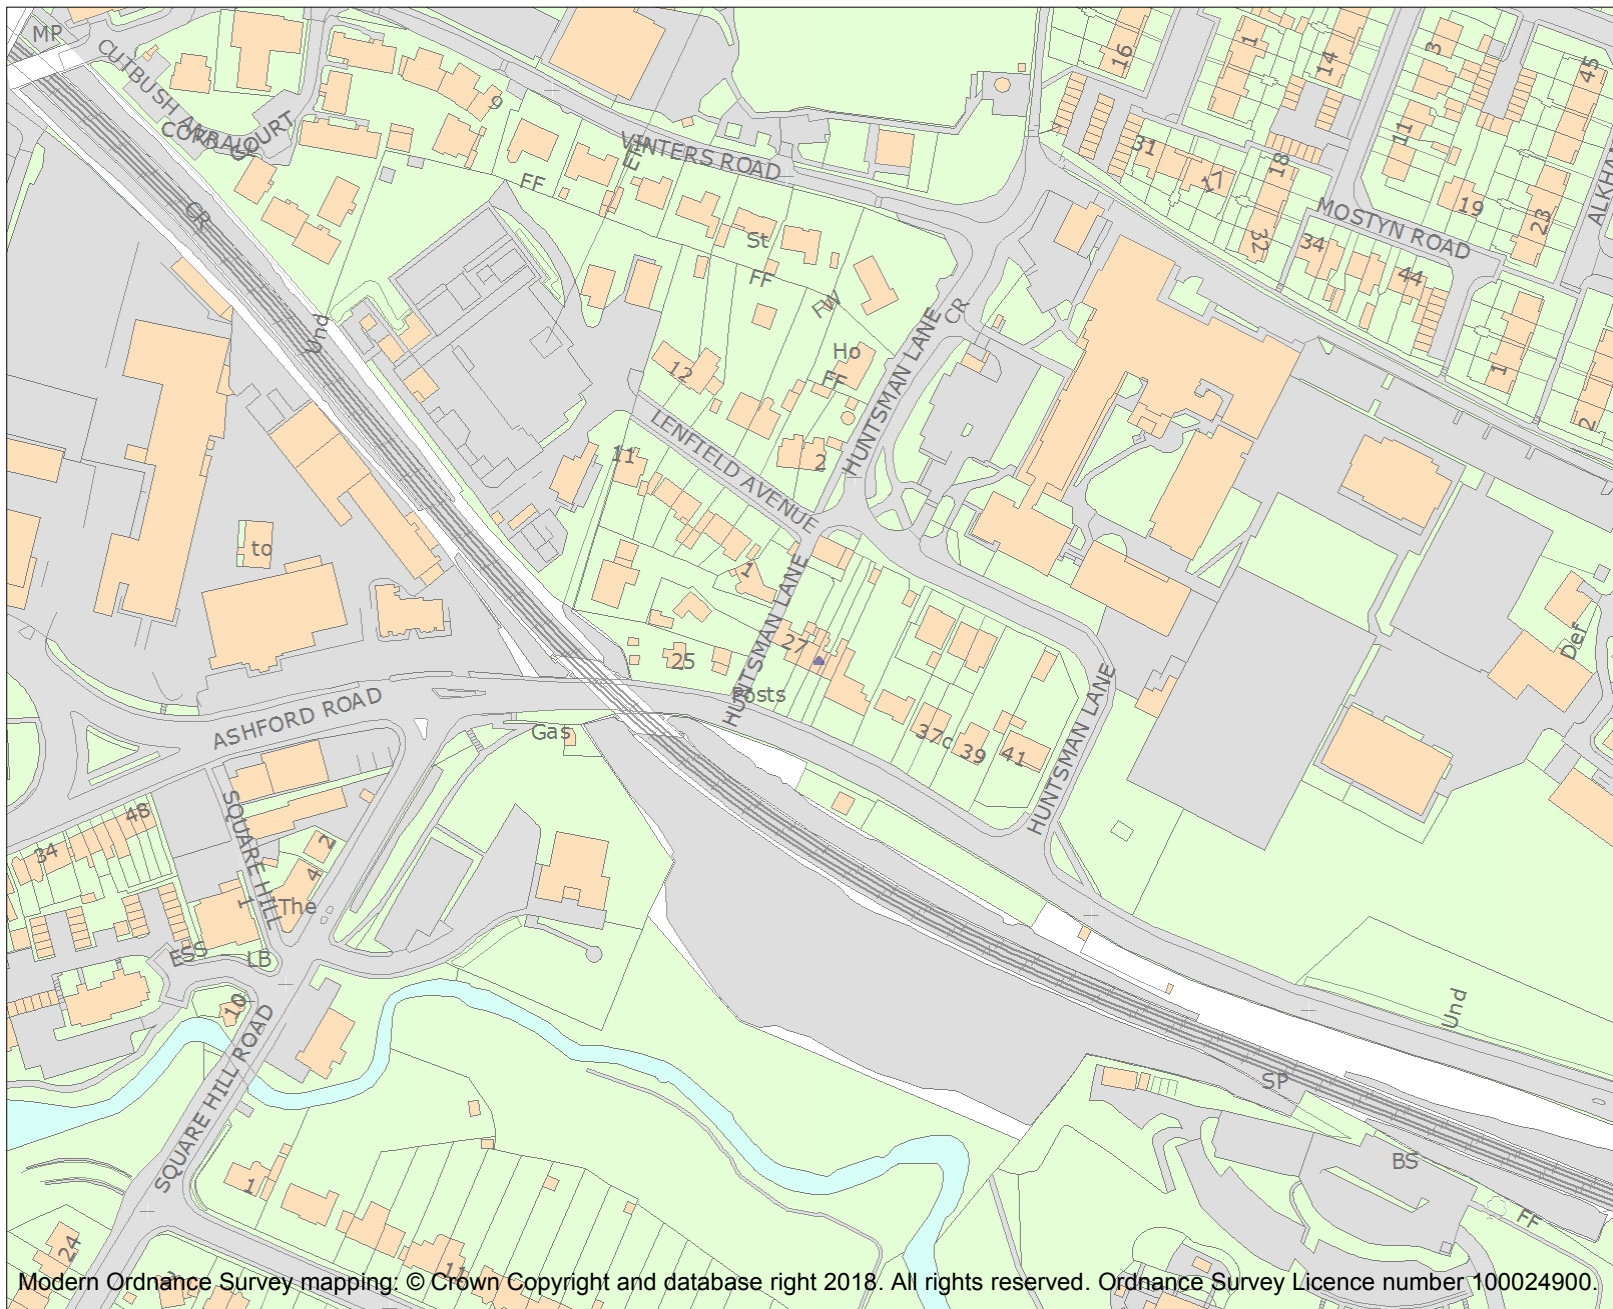 MP
CUTBUSH ALBA
CORRAL
COURT
CR
Und
9
FF
VINTERS ROAD
St
FF
FW
Ho
FF
CR
HUNTSMAN LANE
16
1
14
3
45
31
17
18
32
11
19
23
34
MOSTYN ROAD
44
1
2
12
LENFIELD AVENUE
11
2
1
to
HUNTSMAN LANE
27
25
Posts
37c
39
41
HUNTSMAN LANE
Def
ASHFORD ROAD
Gas
SQUARE HILL
48
34
2
4
1
The
ESS
LB
10
SQUARE HILL ROAD
Und
SP
BS
FF
1
24
11
Modern Ordnance Survey mapping: © Crown Copyright and database right 2018. All rights reserved. Ordnance Survey Licence number 100024900.